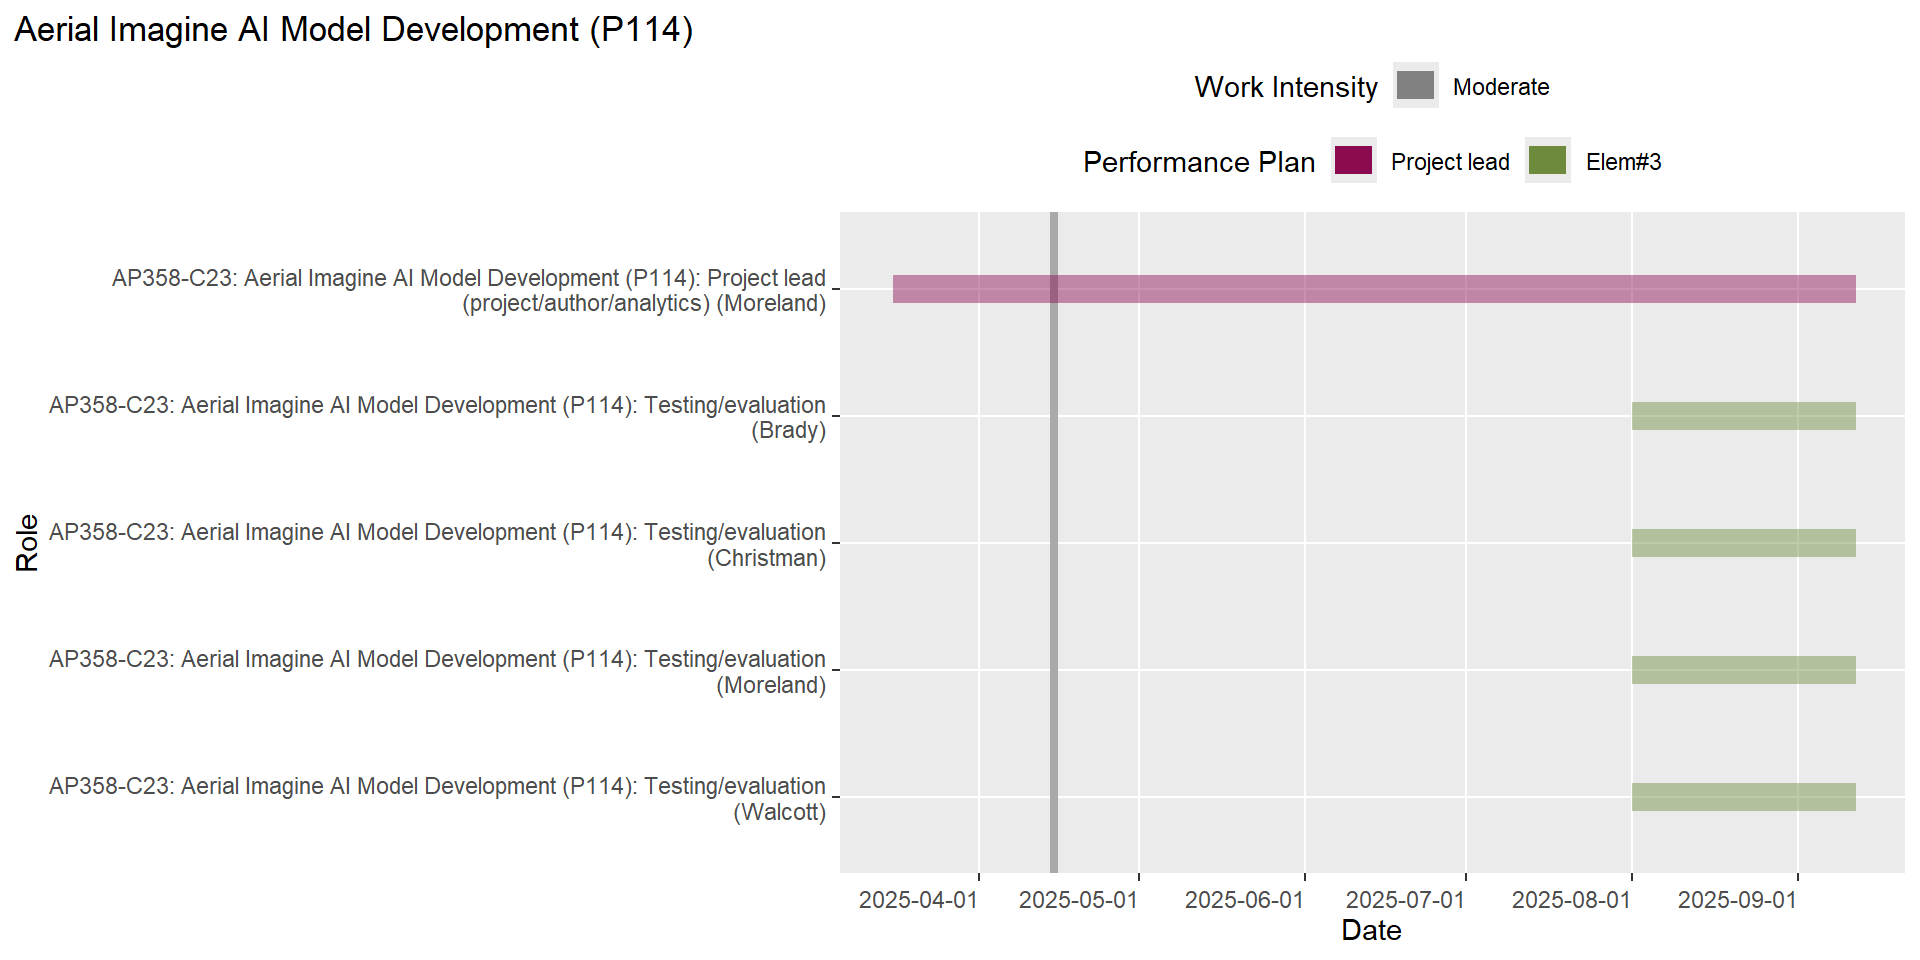 Aerial Imagine AI Model Development (P114)
Work Intensity Moderate
Performance Plan Project lead Elem#3
AP358-C23: Aerial Imagine AI Model Development (P114): Project lead
(project/author/analytics) (Moreland)
AP358-C23: Aerial Imagine AI Model Development (P114): Testing/evaluation
(Brady)
Role
AP358-C23: Aerial Imagine AI Model Development (P114): Testing/evaluation
(Christman)
AP358-C23: Aerial Imagine AI Model Development (P114): Testing/evaluation
(Moreland)
AP358-C23: Aerial Imagine AI Model Development (P114): Testing/evaluation
(Walcott)
2025-04-01 2025-05-01 2025-06-01 2025-07-01 2025-08-01 2025-09-01
Date